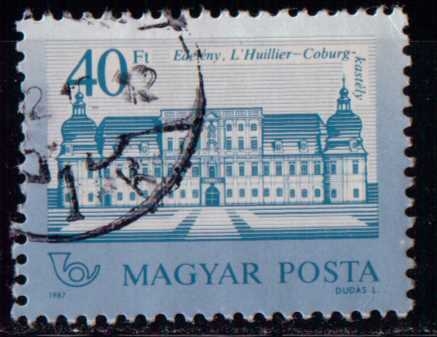 40 Ft
Edelény, L'Huillier-Coburg-
kastély
MAGYAR POSTA
1987
DUDÁS L.